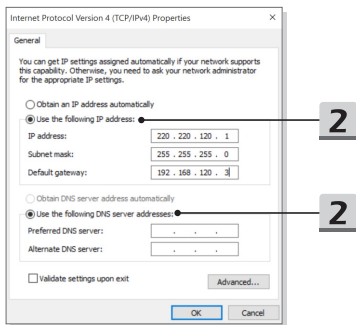 Internet Protocol Version 4 (TCP/IPv4) Properties
General
You can get IP settings assigned automatically if your network supports
this capability. Otherwise, you need to ask your network administrator
for the appropriate IP settings.
Obtain an IP address automatically
Use the following IP address:
2
IP address: 220 . 220 . 120 . 1
Subnet mask: 255 . 255 . 255 . 0
Default gateway: 192 . 168 . 120 . 3
Obtain DNS server address automatically
Use the following DNS server addresses:
2
Preferred DNS server: . . .
Alternate DNS server: . . .
Validate settings upon exit
Advanced...
OK Cancel